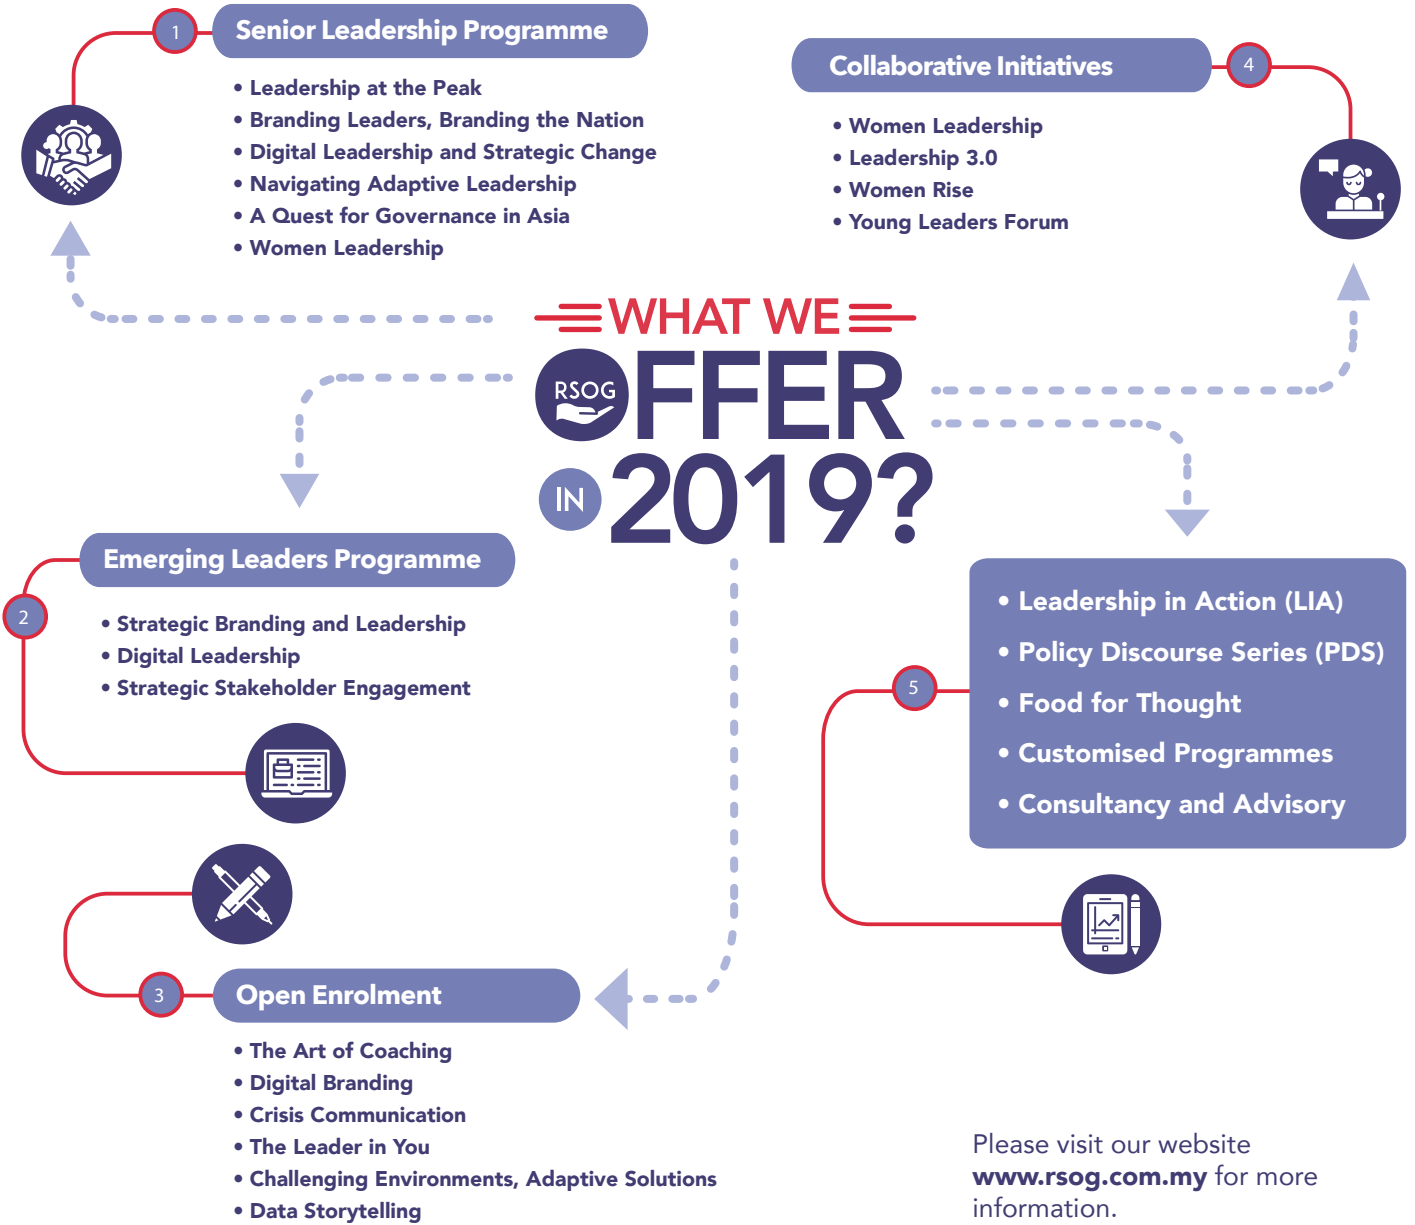 WHAT WE
RSOG
OFFER
IN 2019?
1
Senior Leadership Programme
• Leadership at the Peak
• Branding Leaders, Branding the Nation
• Digital Leadership and Strategic Change
• Navigating Adaptive Leadership
• A Quest for Governance in Asia
• Women Leadership
2
Emerging Leaders Programme
• Strategic Branding and Leadership
• Digital Leadership
• Strategic Stakeholder Engagement
3
Open Enrolment
• The Art of Coaching
• Digital Branding
• Crisis Communication
• The Leader in You
• Challenging Environments, Adaptive Solutions
• Data Storytelling
4
Collaborative Initiatives
• Women Leadership
• Leadership 3.0
• Women Rise
• Young Leaders Forum
5
• Leadership in Action (LIA)
• Policy Discourse Series (PDS)
• Food for Thought
• Customised Programmes
• Consultancy and Advisory
Please visit our website
www.rsog.com.my for more
information.